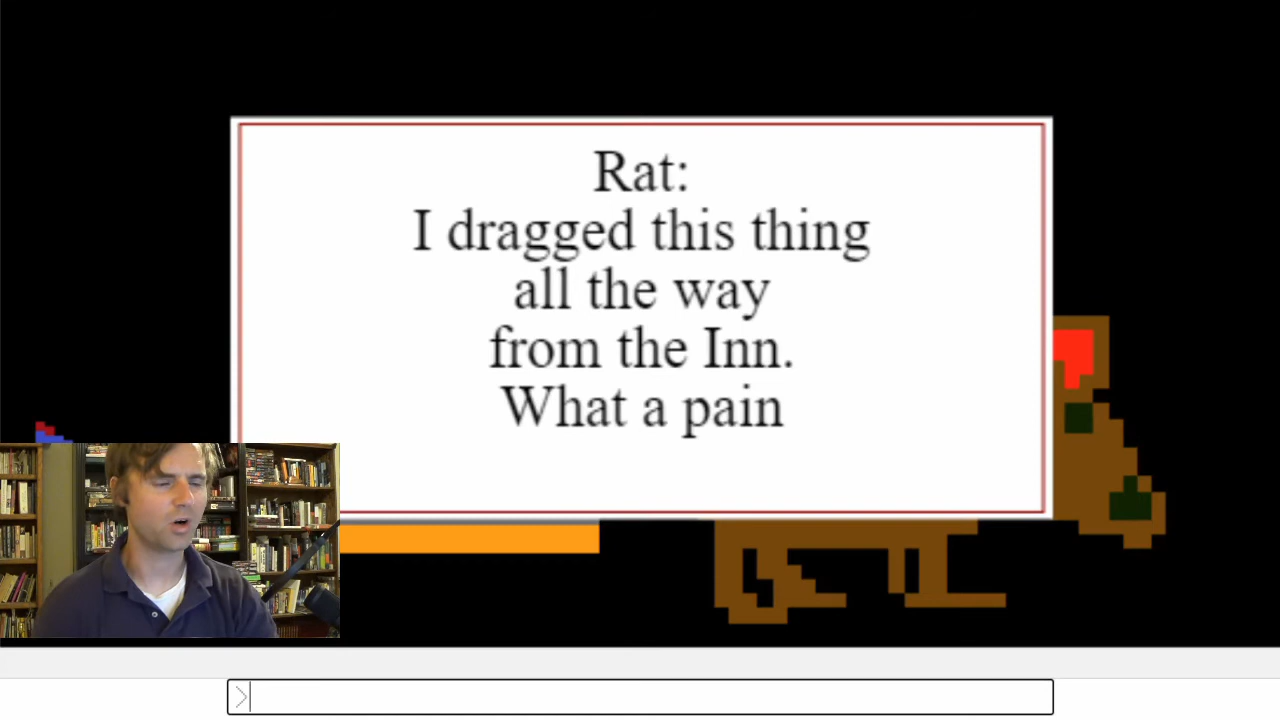 Rat:
I dragged this thing
all the way
from the Inn.
What a pain
>